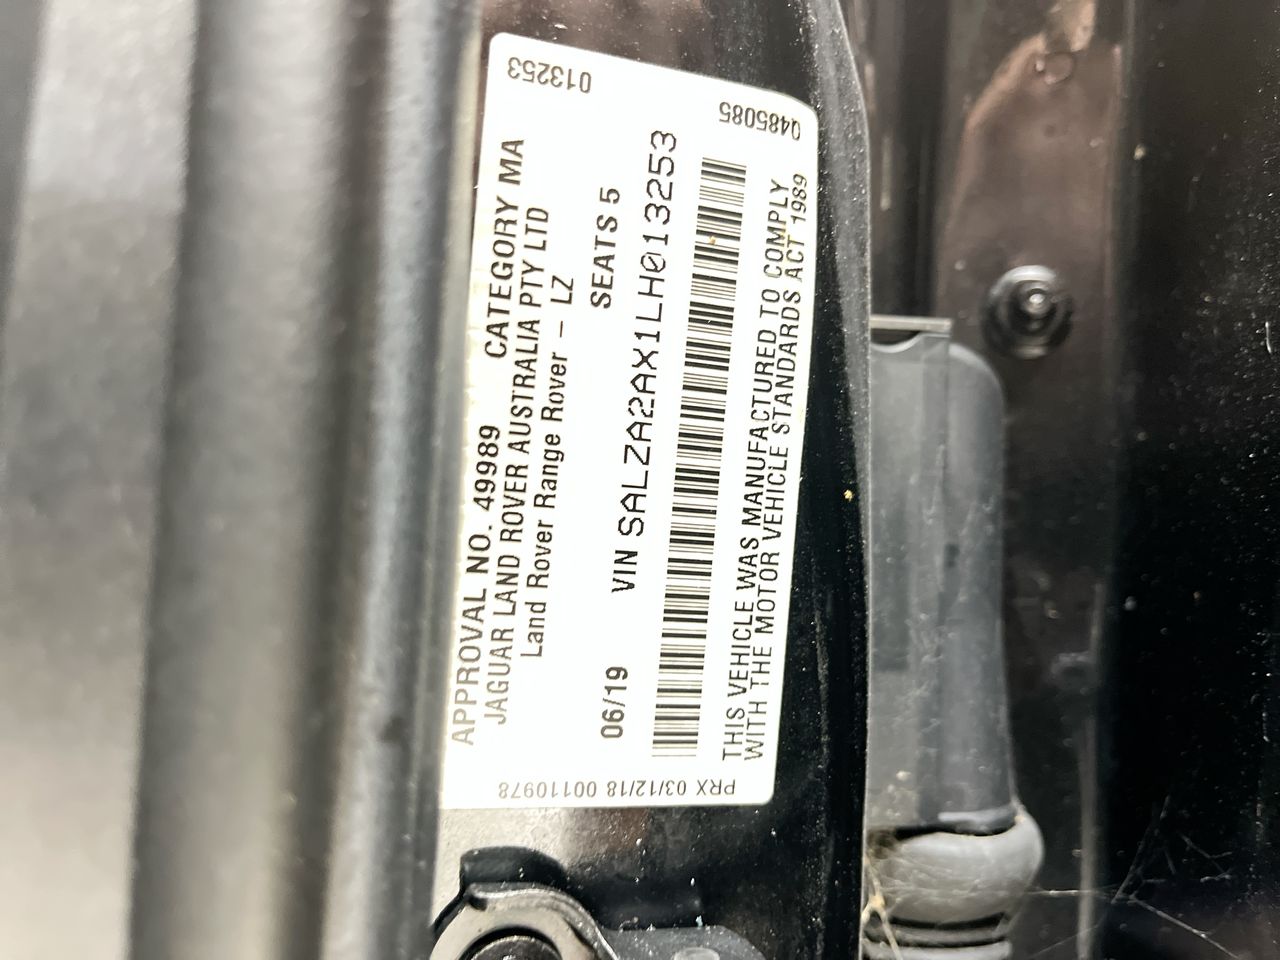 013253
Q485085
APPROVAL NO. 49989 CATEGORY MA
JAGUAR LAND ROVER AUSTRALIA PTY LTD
Land Rover Range Rover – LZ
SEATS 5
06/19 VIN SALZA2AX1LH013253
THIS VEHICLE WAS MANUFACTURED TO COMPLY
WITH THE MOTOR VEHICLE STANDARDS ACT 1989
PRX 03/12/18 00110978